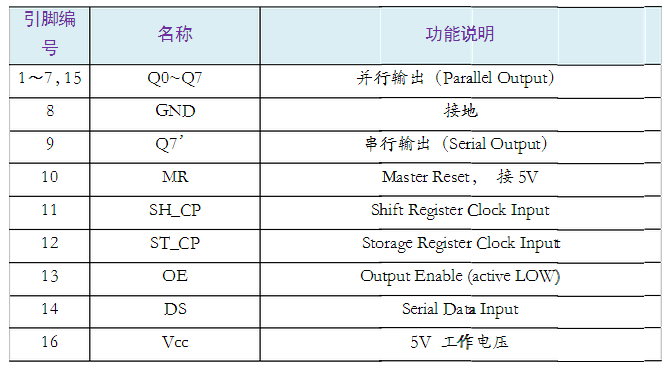 引脚编号 名称 功能说明
1～7 , 15 Q0~Q7 并行输出（Parallel Output）
8 GND 接地
9 Q7′ 串行输出（Serial Output）
10 MR Master Reset， 接 5V
11 SH_CP Shift Register Clock Input
12 ST_CP Storage Register Clock Input
13 OE Output Enable (active LOW)
14 DS Serial Data Input
16 Vcc 5V 工作电压